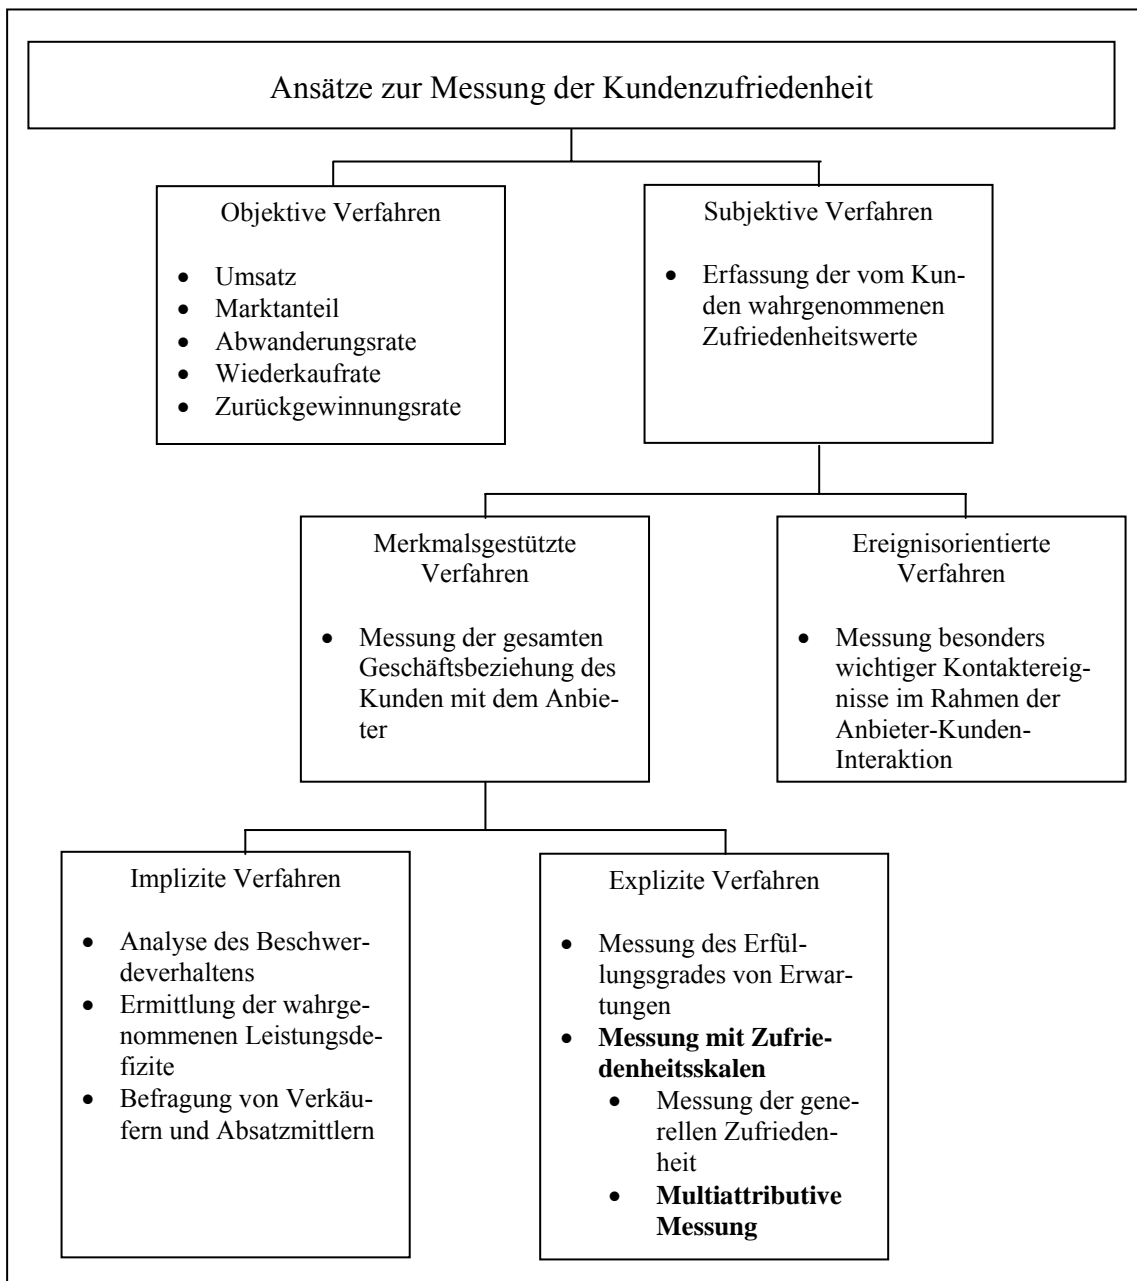 Ansätze zur Messung der Kundenzufriedenheit
Objektive Verfahren
• Umsatz
• Marktanteil
• Abwanderungsrate
• Wiederkaufrate
• Zurückgewinnungsrate
Subjektive Verfahren
• Erfassung der vom Kun-
den wahrgenommenen
Zufriedenheitswerte
Merkmalsgestützte
Verfahren
• Messung der gesamten
Geschäftsbeziehung des
Kunden mit dem Anbie-
ter
Ereignisorientierte
Verfahren
• Messung besonders
wichtiger Kontaktereig-
nisse im Rahmen der
Anbieter-Kunden-
Interaktion
Implizite Verfahren
• Analyse des Beschwer-
deverhaltens
• Ermittlung der wahrge-
nommenen Leistungsde-
fizite
• Befragung von Verkäu-
fern und Absatzmittlern
Explizite Verfahren
• Messung des Erfül-
lungsgrades von Erwar-
tungen
• Messung mit Zufrie-
denheitsskalen
• Messung der gene-
rellen Zufrieden-
heit
• Multiattributive
Messung